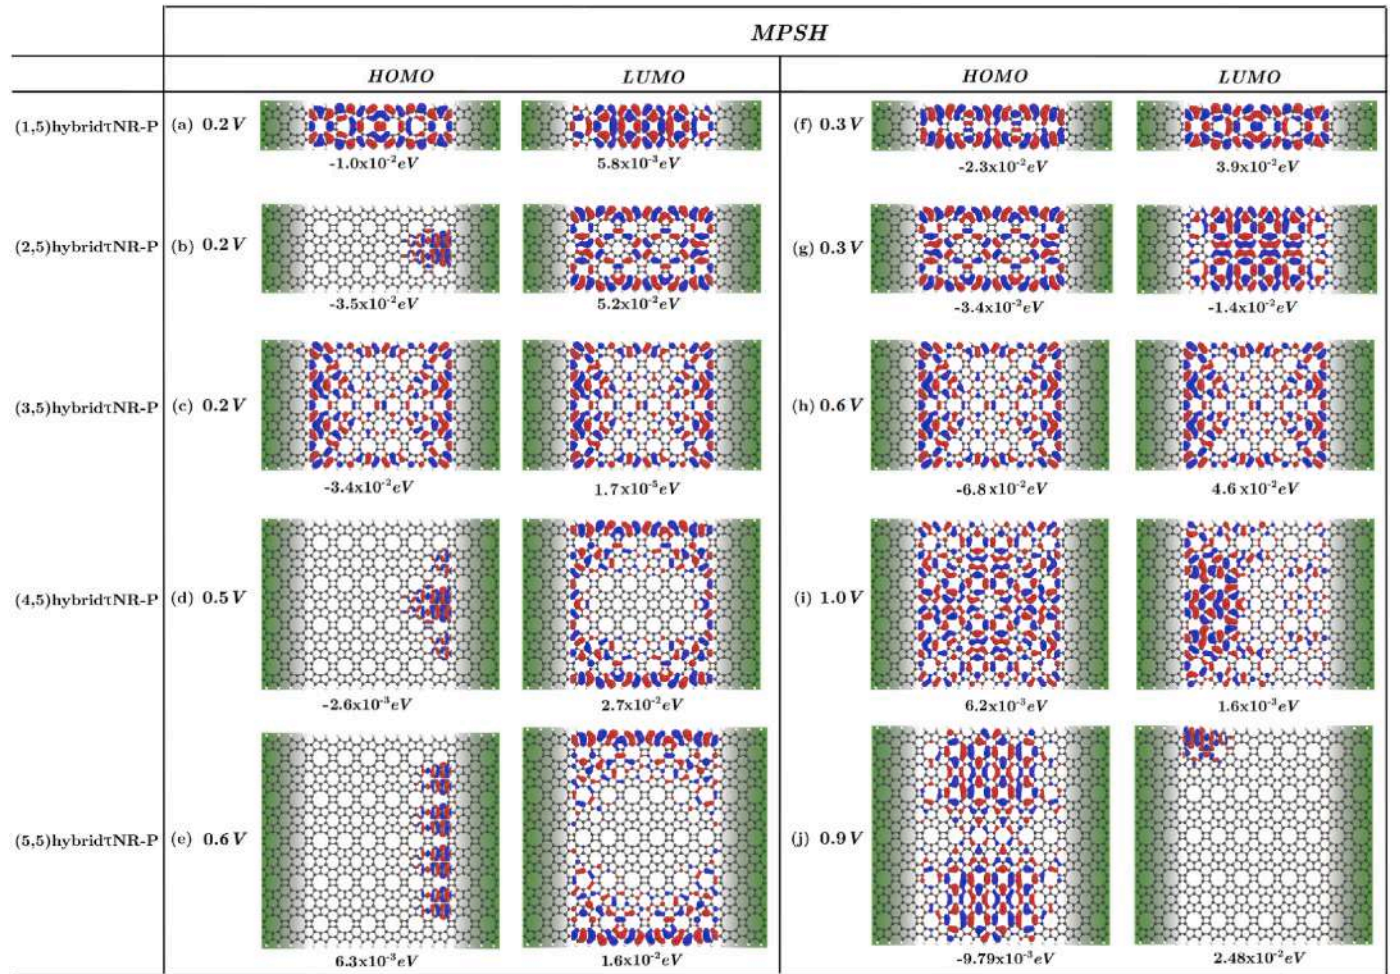 MPSH
HOMO LUMO HOMO LUMO
(1,5)hybridτNR-P (a) 0.2 V (f) 0.3 V
-1.0x10⁻²eV 5.8x10⁻³eV -2.3x10⁻²eV 3.9x10⁻²eV
(2,5)hybridτNR-P (b) 0.2 V (g) 0.3 V
-3.5x10⁻²eV 5.2x10⁻²eV -3.4x10⁻²eV -1.4x10⁻²eV
(3,5)hybridτNR-P (c) 0.2 V (h) 0.6 V
-3.4x10⁻²eV 1.7x10⁻⁵eV -6.8x10⁻²eV 4.6x10⁻²eV
(4,5)hybridτNR-P (d) 0.5 V (i) 1.0 V
-2.6x10⁻³eV 2.7x10⁻²eV 6.2x10⁻³eV 1.6x10⁻³eV
(5,5)hybridτNR-P (e) 0.6 V (j) 0.9 V
6.3x10⁻³eV 1.6x10⁻²eV -9.79x10⁻³eV 2.48x10⁻²eV